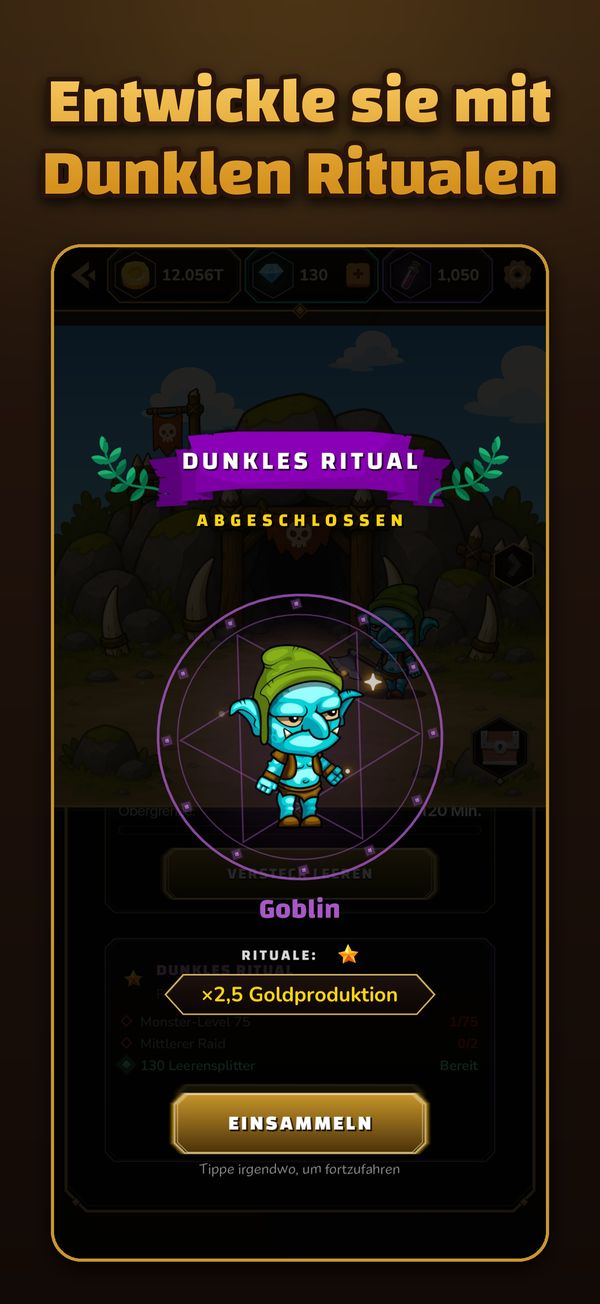 Entwickle sie mit
Dunklen Ritualen
12.056T
130
1,050
DUNKLES RITUAL
ABGESCHLOSSEN
120 Min.
VERSTECK LEEREN
Goblin
RITUALE:
DUNKLES RITUAL
×2,5 Goldproduktion
Monster-Level 75
1/75
Mittlerer Raid
0/2
130 Leerensplitter
Bereit
EINSAMMELN
Tippe irgendwo, um fortzufahren